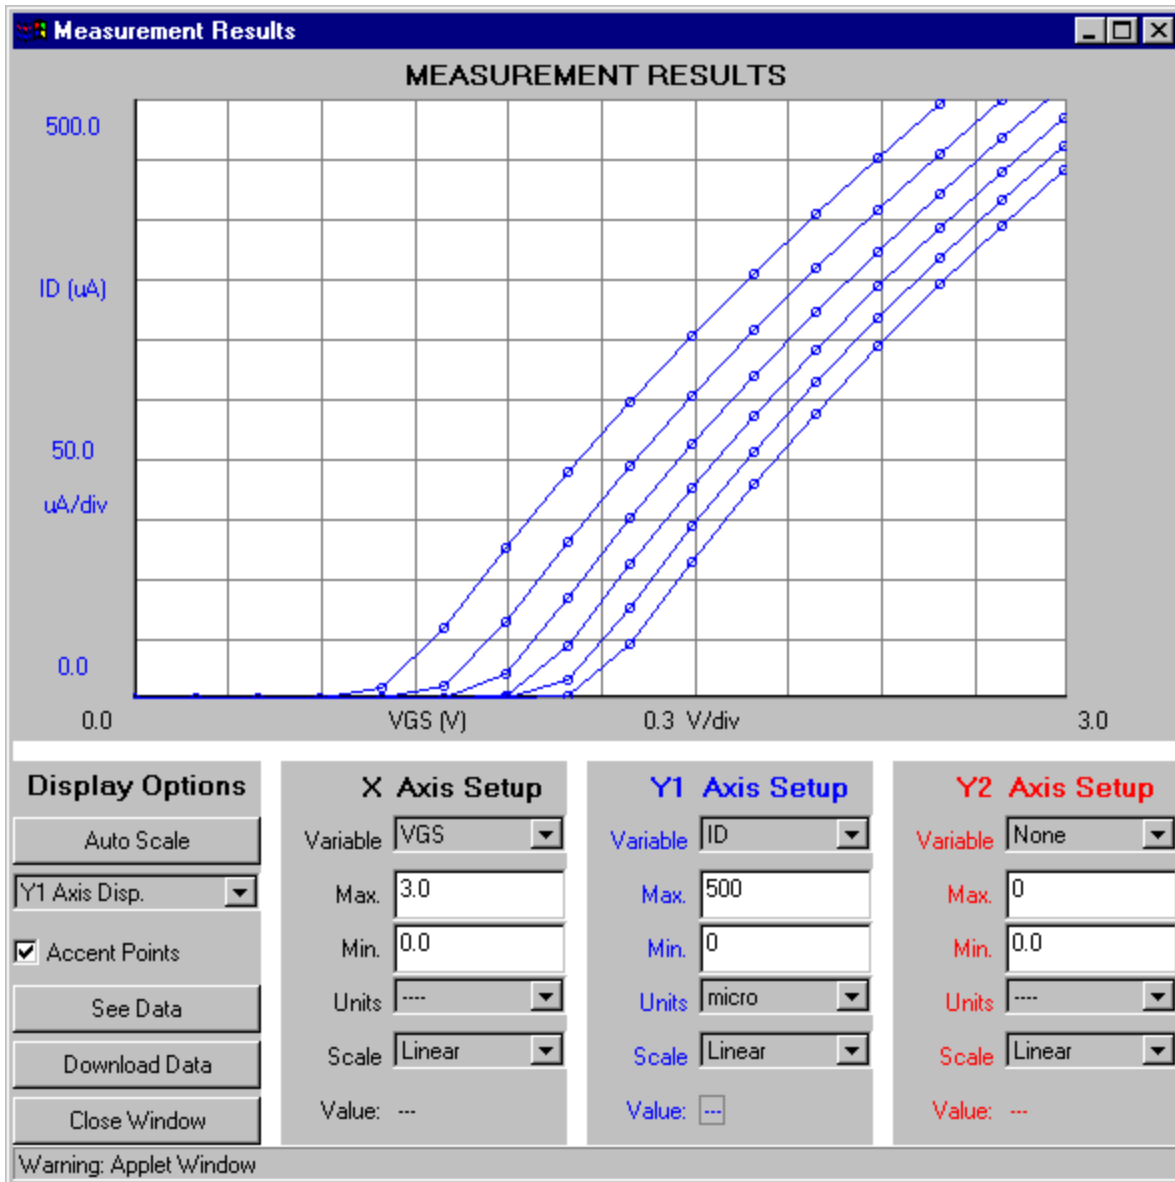 Measurement Results
MEASUREMENT RESULTS
500.0
ID (uA)
50.0
uA/div
0.0
0.0 VGS (V) 0.3 V/div 3.0
Display Options
Auto Scale
Y1 Axis Disp.
Accent Points
See Data
Download Data
Close Window
X Axis Setup
Variable VGS
Max. 3.0
Min. 0.0
Units ----
Scale Linear
Value: ---
Y1 Axis Setup
Variable ID
Max. 500
Min. 0
Units micro
Scale Linear
Value: ---
Y2 Axis Setup
Variable None
Max. 0
Min. 0.0
Units ----
Scale Linear
Value: ---
Warning: Applet Window